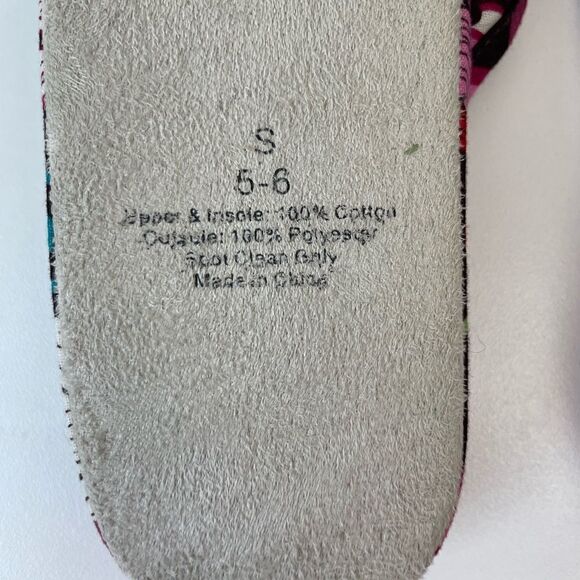 S
5-6
Upper & Insole: 100% Cotton
Outsole: 100% Polyester
Spot Clean Only
Made in China